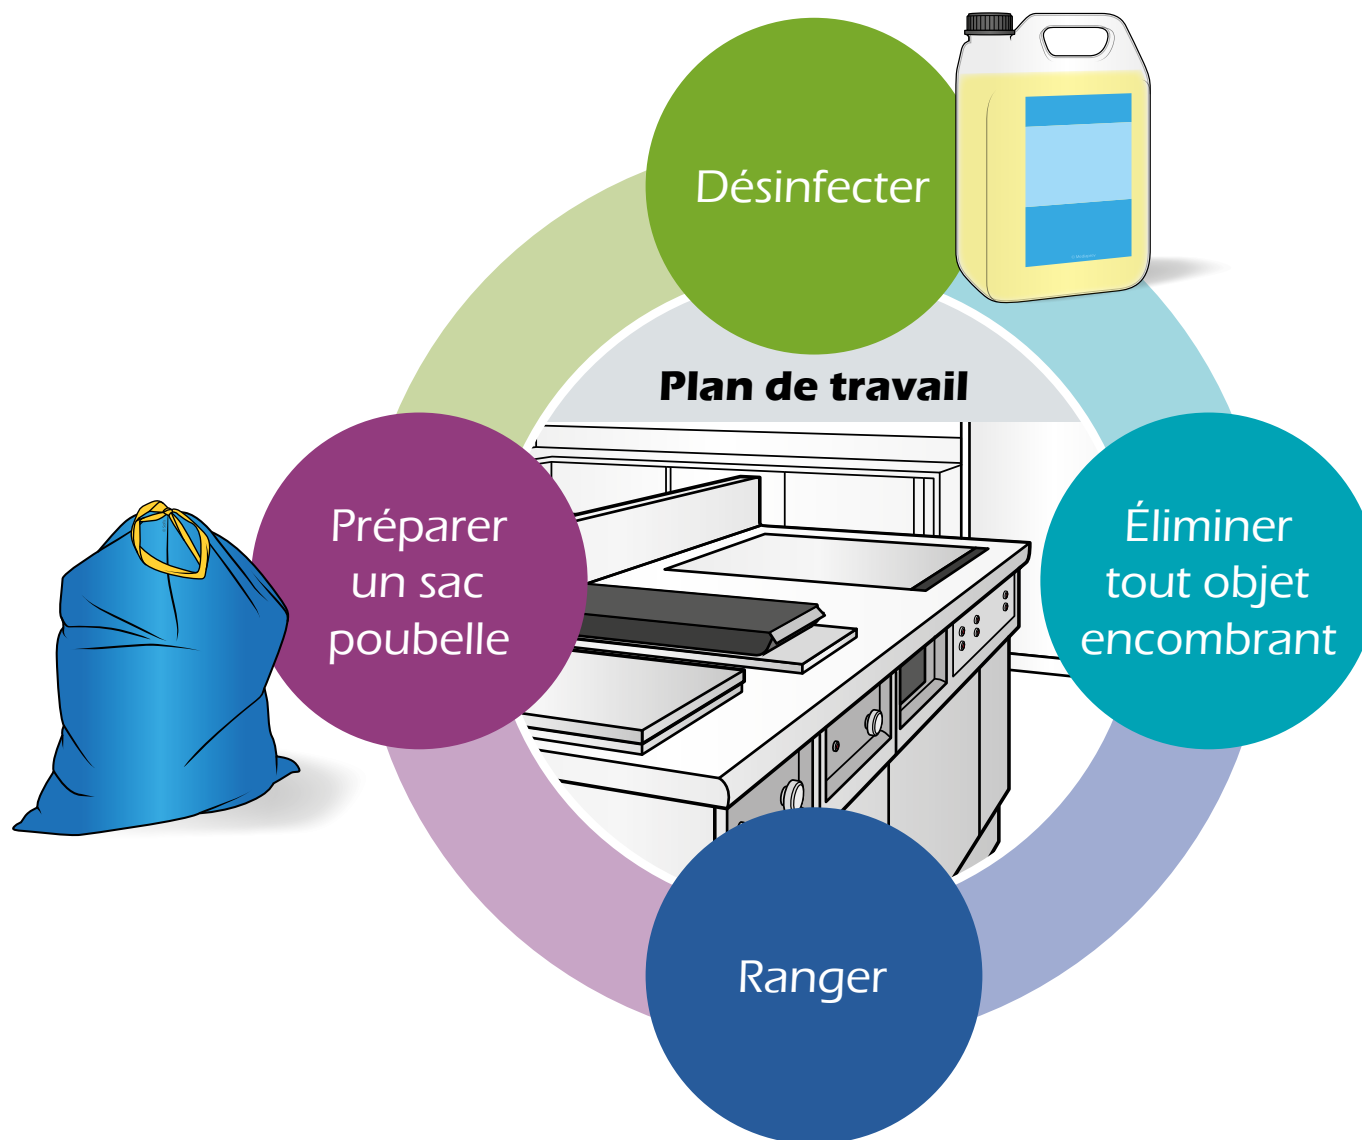 Désinfecter
Plan de travail
Préparer
un sac
poubelle
Éliminer
tout objet
encombrant
Ranger